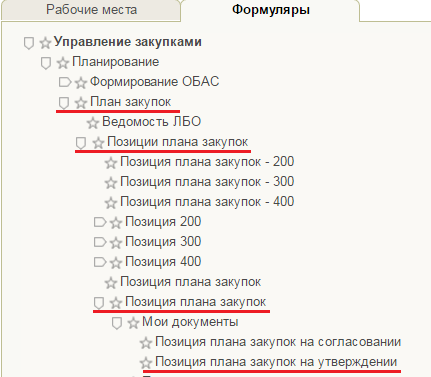 Рабочие места Формуляры
Управление закупками
Планирование
Формирование ОБАС
План закупок
Ведомость ЛБО
Позиции плана закупок
Позиция плана закупок - 200
Позиция плана закупок - 300
Позиция плана закупок - 400
Позиция 200
Позиция 300
Позиция 400
Позиция плана закупок
Позиция плана закупок
Мои документы
Позиция плана закупок на согласовании
Позиция плана закупок на утверждении